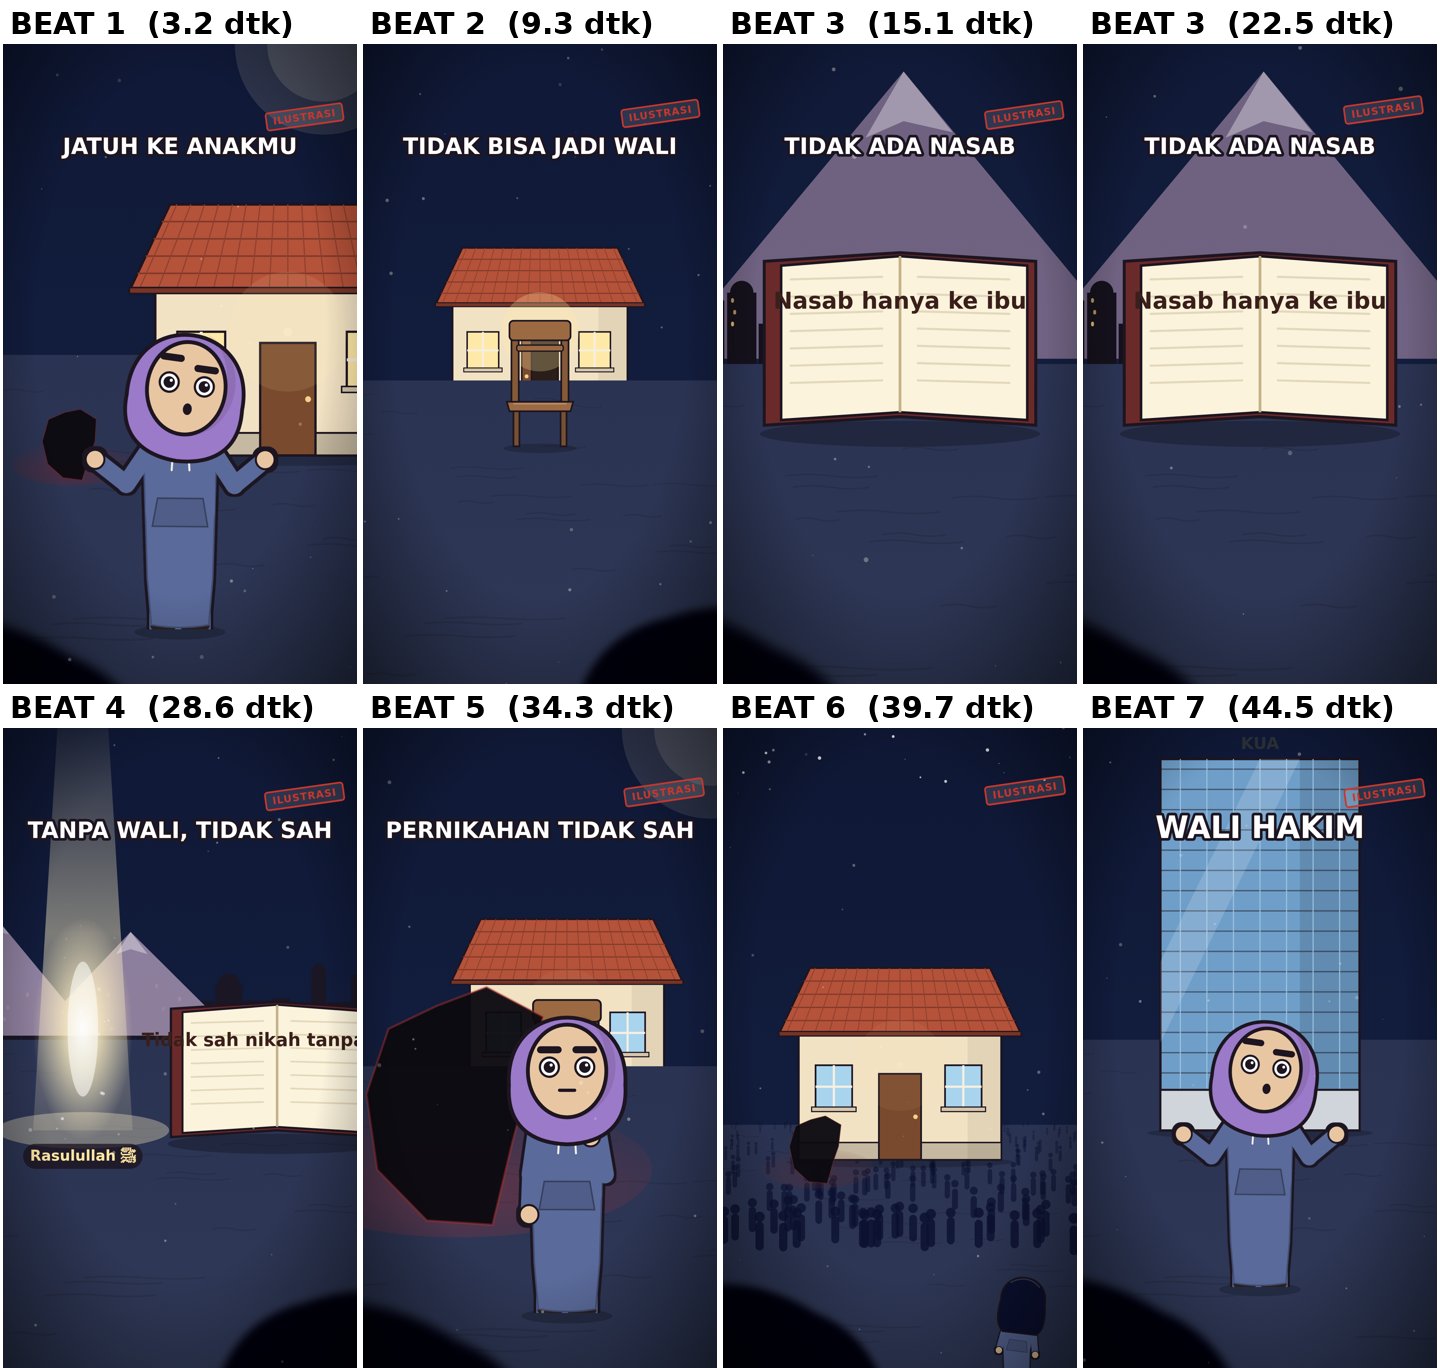 BEAT 1 (3.2 dtk)
ILUSTRASI
JATUH KE ANAKMU
BEAT 2 (9.3 dtk)
ILUSTRASI
TIDAK BISA JADI WALI
BEAT 3 (15.1 dtk)
ILUSTRASI
TIDAK ADA NASAB
Nasab hanya ke ibu
BEAT 3 (22.5 dtk)
ILUSTRASI
TIDAK ADA NASAB
Nasab hanya ke ibu
BEAT 4 (28.6 dtk)
ILUSTRASI
TANPA WALI, TIDAK SAH
Tidak sah nikah tanpa
Rasulullah ﷺ
BEAT 5 (34.3 dtk)
ILUSTRASI
PERNIKAHAN TIDAK SAH
BEAT 6 (39.7 dtk)
ILUSTRASI
BEAT 7 (44.5 dtk)
KUA
ILUSTRASI
WALI HAKIM